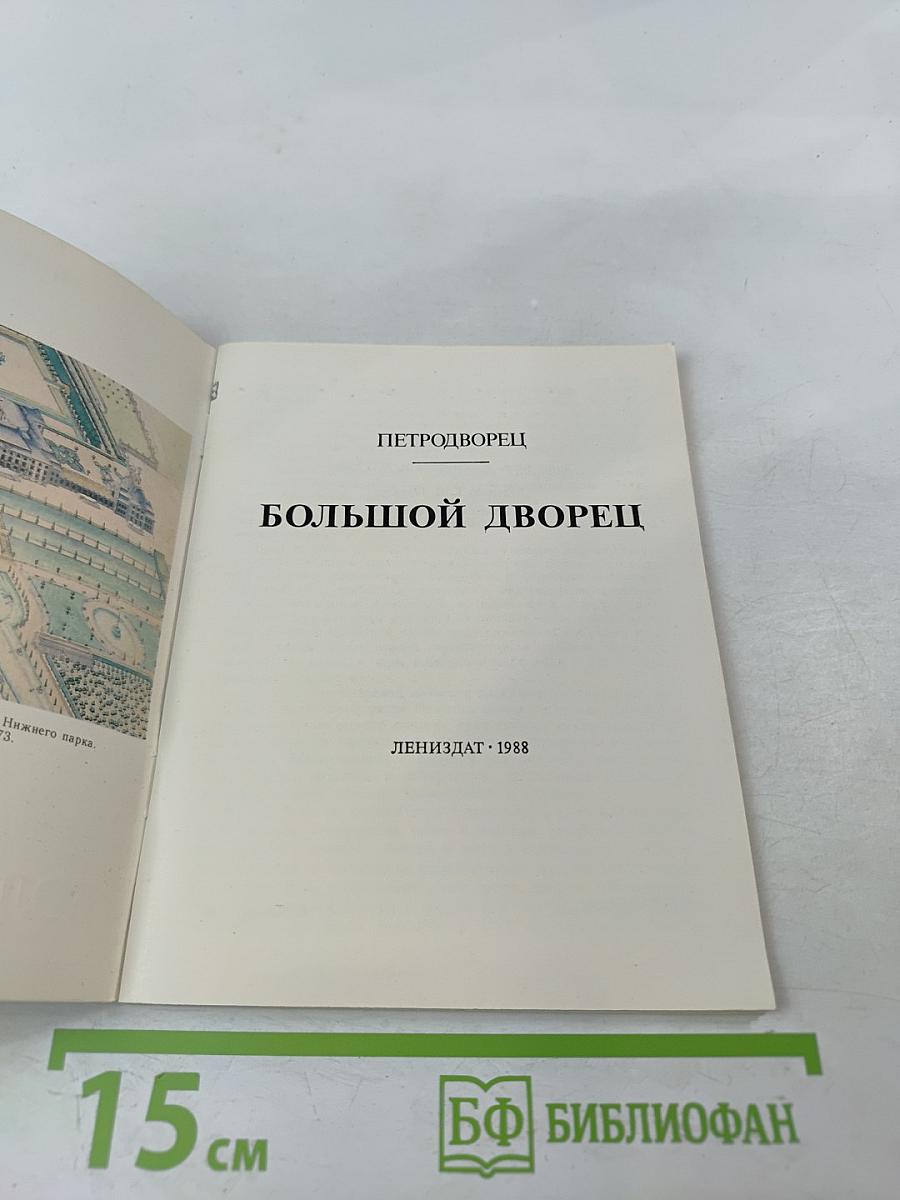 Нижнего парка.
73.
ПЕТРОДВОРЕЦ
БОЛЬШОЙ ДВОРЕЦ
ЛЕНИЗДАТ • 1988
15 см
БФ БИБЛИОФАН